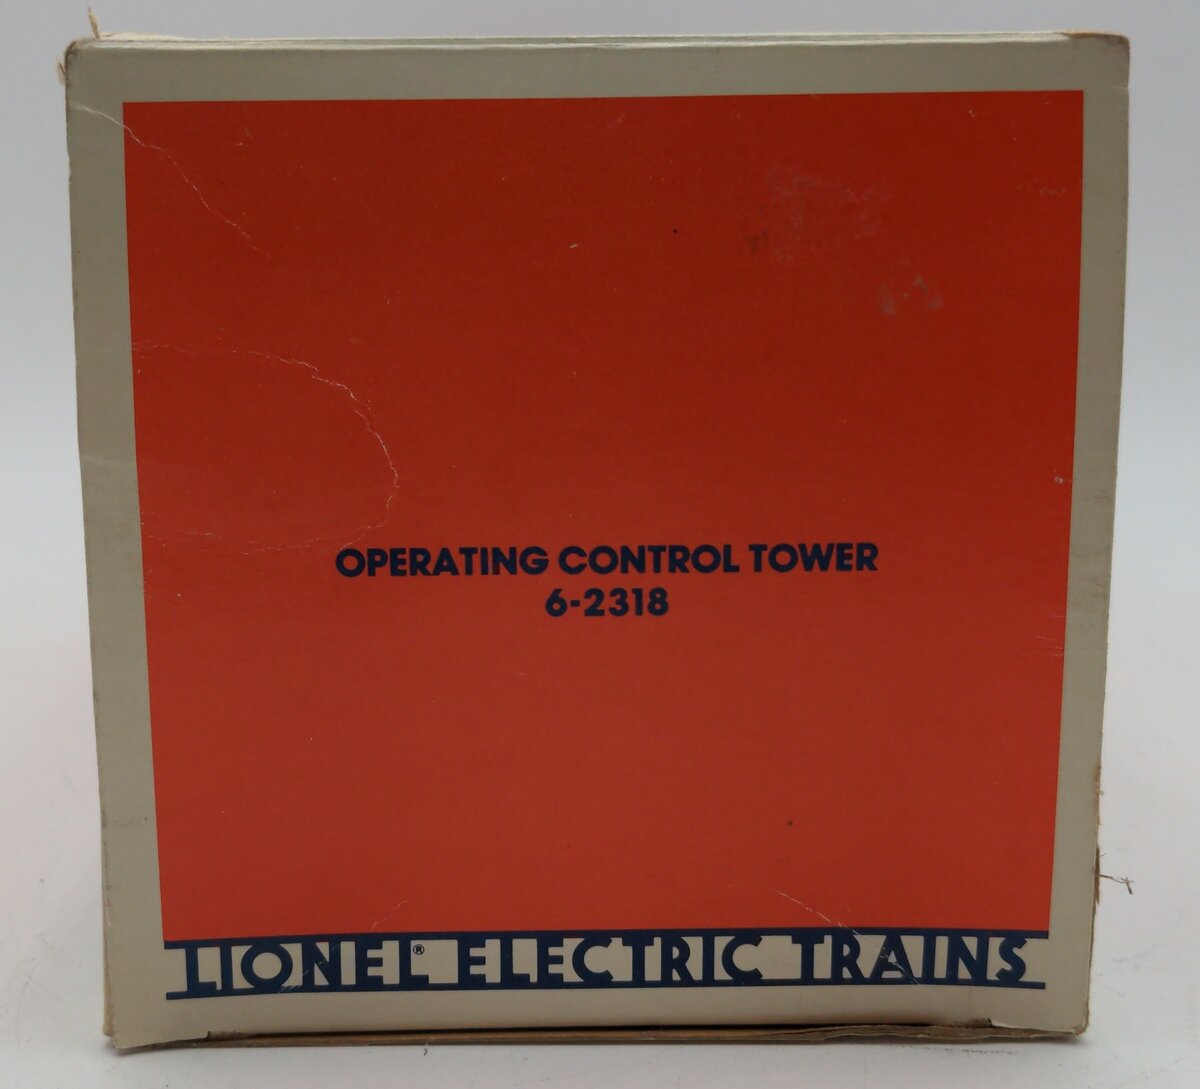 OPERATING CONTROL TOWER
6-2318
LIONEL® ELECTRIC TRAINS